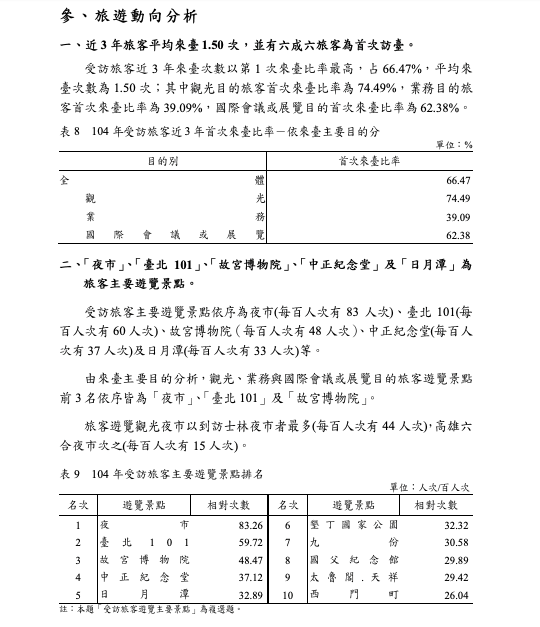 參、旅遊動向分析
一、近 3 年旅客平均來臺 1.50 次，並有六成六旅客為首次訪臺。
受訪旅客近 3 年來臺次數以第 1 次來臺比率最高，占 66.47%，平均來
臺次數為 1.50 次；其中觀光目的旅客首次來臺比率為 74.49%，業務目的旅
客首次來臺比率為 39.09%，國際會議或展覽目的首次來臺比率為 62.38%。
表 8 104 年受訪旅客近 3 年首次來臺比率－依來臺主要目的分
單位：%
目的別 首次來臺比率
全 體 66.47
觀 光 74.49
業 務 39.09
國 際 會 議 或 展 覽 62.38
二、「夜市」、「臺北 101」、「故宮博物院」、「中正紀念堂」及「日月潭」為
旅客主要遊覽景點。
受訪旅客主要遊覽景點依序為夜市(每百人次有 83 人次)、臺北 101(每
百人次有 60 人次)、故宮博物院（每百人次有 48 人次）、中正紀念堂(每百人
次有 37 人次)及日月潭(每百人次有 33 人次)等。
由來臺主要目的分析，觀光、業務與國際會議或展覽目的旅客遊覽景點
前 3 名依序皆為「夜市」、「臺北 101」及「故宮博物院」。
旅客遊覽觀光夜市以到訪士林夜市者最多(每百人次有 44 人次)，高雄六
合夜市次之(每百人次有 15 人次)。
表 9 104 年受訪旅客主要遊覽景點排名
單位：人次/百人次
名次 遊覽景點 相對次數 名次 遊覽景點 相對次數
1 夜 市 83.26 6 墾丁國家公園 32.32
2 臺 北 1 0 1 59.72 7 九 份 30.58
3 故 宮 博 物 院 48.47 8 國 父 紀 念 館 29.89
4 中 正 紀 念 堂 37.12 9 太 魯 閣 . 天 祥 29.42
5 日 月 潭 32.89 10 西 門 町 26.04
註：本題「受訪旅客遊覽主要景點」為複選題。